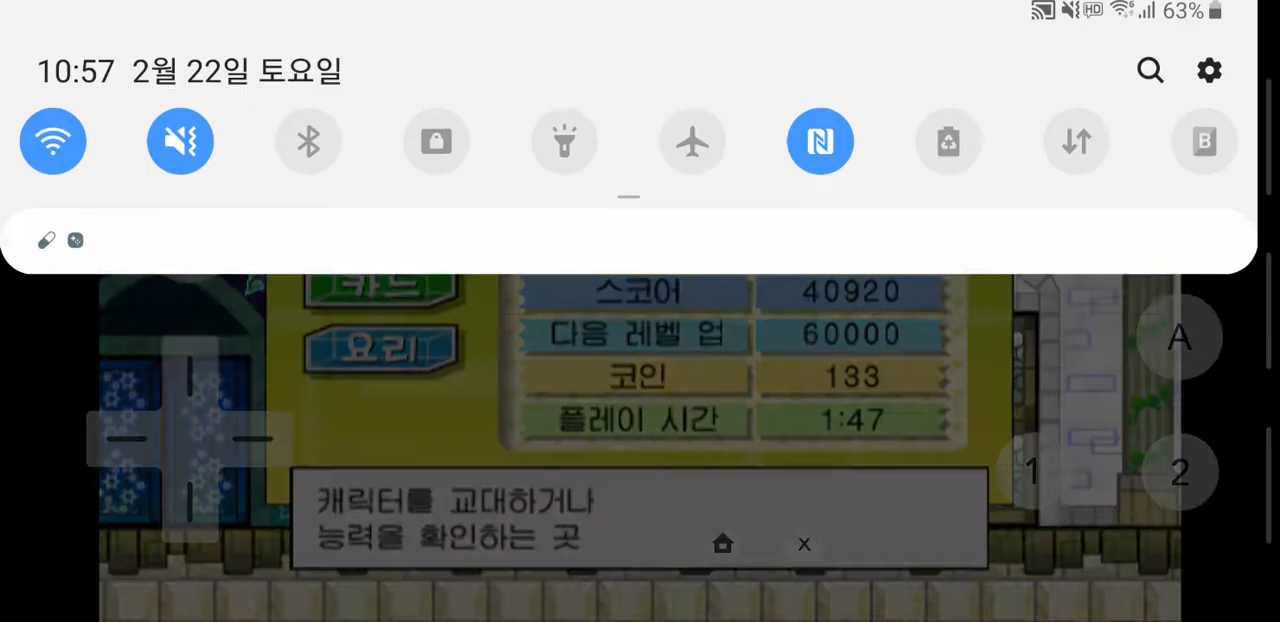 63%
10:57 2월 22일 토요일
카드
스코어 40920
요리
다음 레벨 업 60000
코인 133
플레이 시간 1:47
캐릭터를 교대하거나
능력을 확인하는 곳
A
1
2